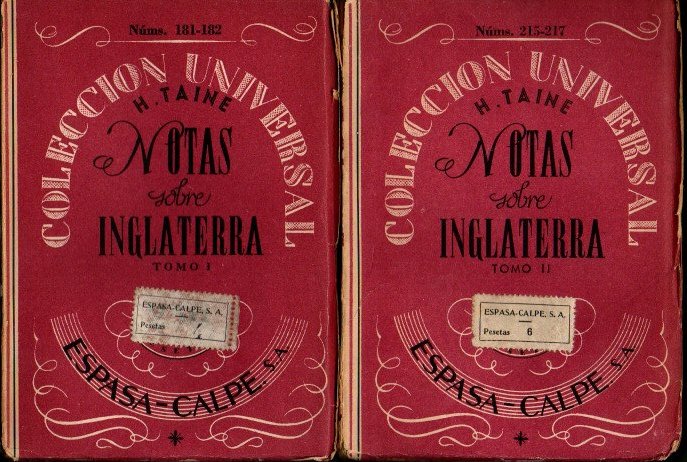 Núms. 181-182
COLECCION UNIVERSAL
H. TAINE
NOTAS
sobre
INGLATERRA
TOMO I
ESPASA-CALPE, S. A.
Pesetas
ESPASA-CALPE, S.A.
Núms. 215-217
COLECCION UNIVERSAL
H. TAINE
NOTAS
sobre
INGLATERRA
TOMO II
ESPASA-CALPE, S. A.
Pesetas 6
ESPASA-CALPE, S.A.